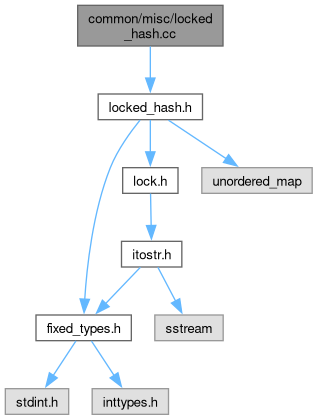 common/misc/locked
_hash.cc
locked_hash.h
lock.h
unordered_map
itostr.h
fixed_types.h
sstream
stdint.h
inttypes.h